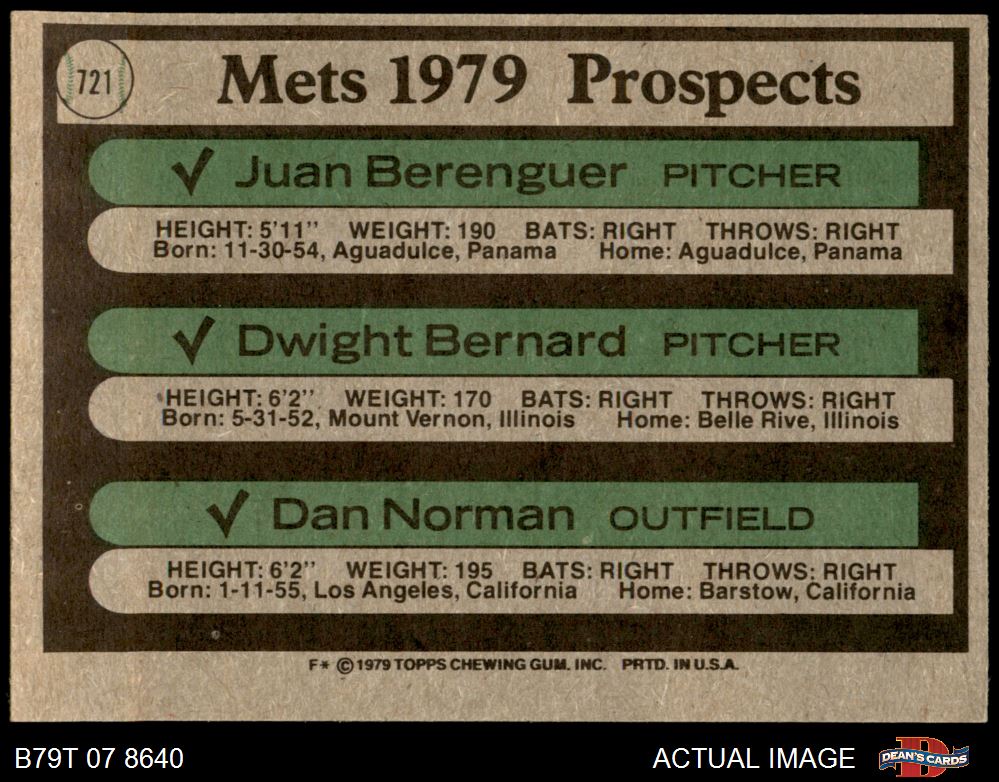 721
Mets 1979 Prospects
✓ Juan Berenguer PITCHER
HEIGHT: 5'11" WEIGHT: 190 BATS: RIGHT THROWS: RIGHT
Born: 11-30-54, Aguadulce, Panama Home: Aguadulce, Panama
✓ Dwight Bernard PITCHER
HEIGHT: 6'2" WEIGHT: 170 BATS: RIGHT THROWS: RIGHT
Born: 5-31-52, Mount Vernon, Illinois Home: Belle Rive, Illinois
✓ Dan Norman OUTFIELD
HEIGHT: 6'2" WEIGHT: 195 BATS: RIGHT THROWS: RIGHT
Born: 1-11-55, Los Angeles, California Home: Barstow, California
F* © 1979 TOPPS CHEWING GUM, INC. PRTD. IN U.S.A.
B79T 07 8640 ACTUAL IMAGE DEAN'S CARDS